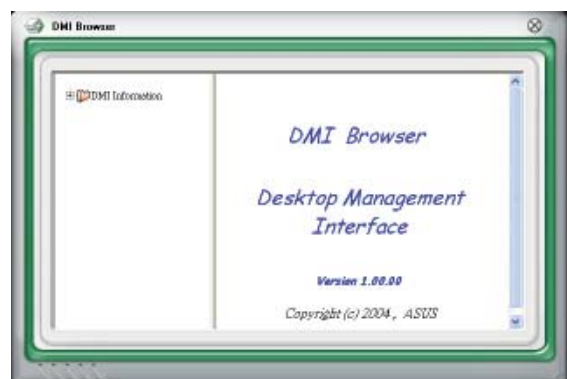 DMI Browser
DMI Information
DMI Browser
Desktop Management
Interface
Version 1.00.00
Copyright (c) 2004, ASUS